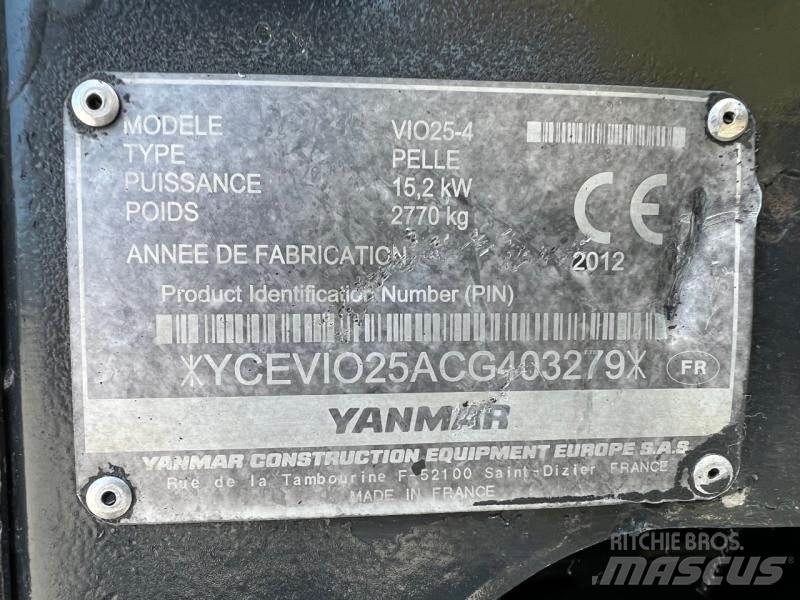 MODELE VIO25-4
TYPE PELLE
PUISSANCE 15,2 kW
POIDS 2770 kg
CE
ANNEE DE FABRICATION 2012
Product Identification Number (PIN)
*YCEVIO25ACG403279*
FR
YANMAR
YANMAR CONSTRUCTION EQUIPMENT EUROPE S.A.S
Rue de la Tambourine F-52100 Saint-Dizier FRANCE
MADE IN FRANCE
RITCHIE BROS.
MASCUS